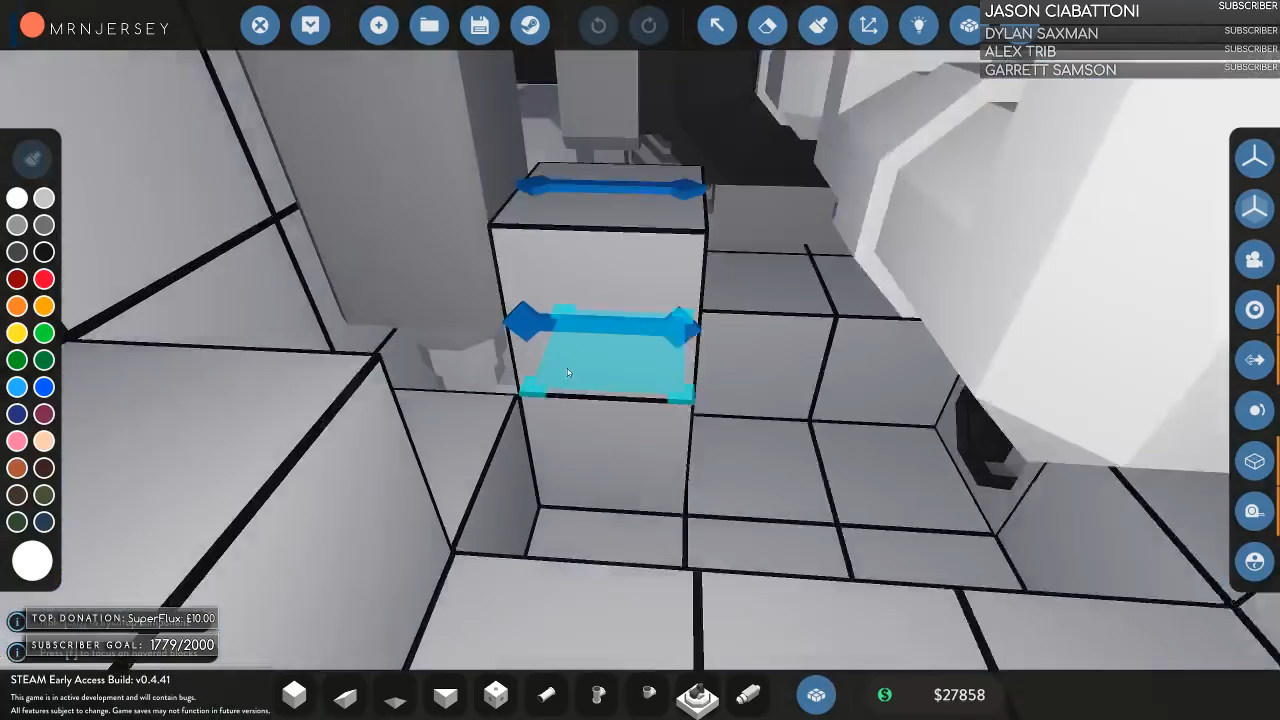 MRNJERSEY
JASON CIABATTONI SUBSCRIBER
DYLAN SAXMAN SUBSCRIBER
ALEX TRIB SUBSCRIBER
GARRETT SAMSON SUBSCRIBER
TOP DONATION: SuperFlux: £10.00
SUBSCRIBER GOAL: 1779/2000
STEAM Early Access Build: v0.4.41
This game is in active development and will contain bugs.
All features subject to change. Game saves may not function in future versions.
$ $27858